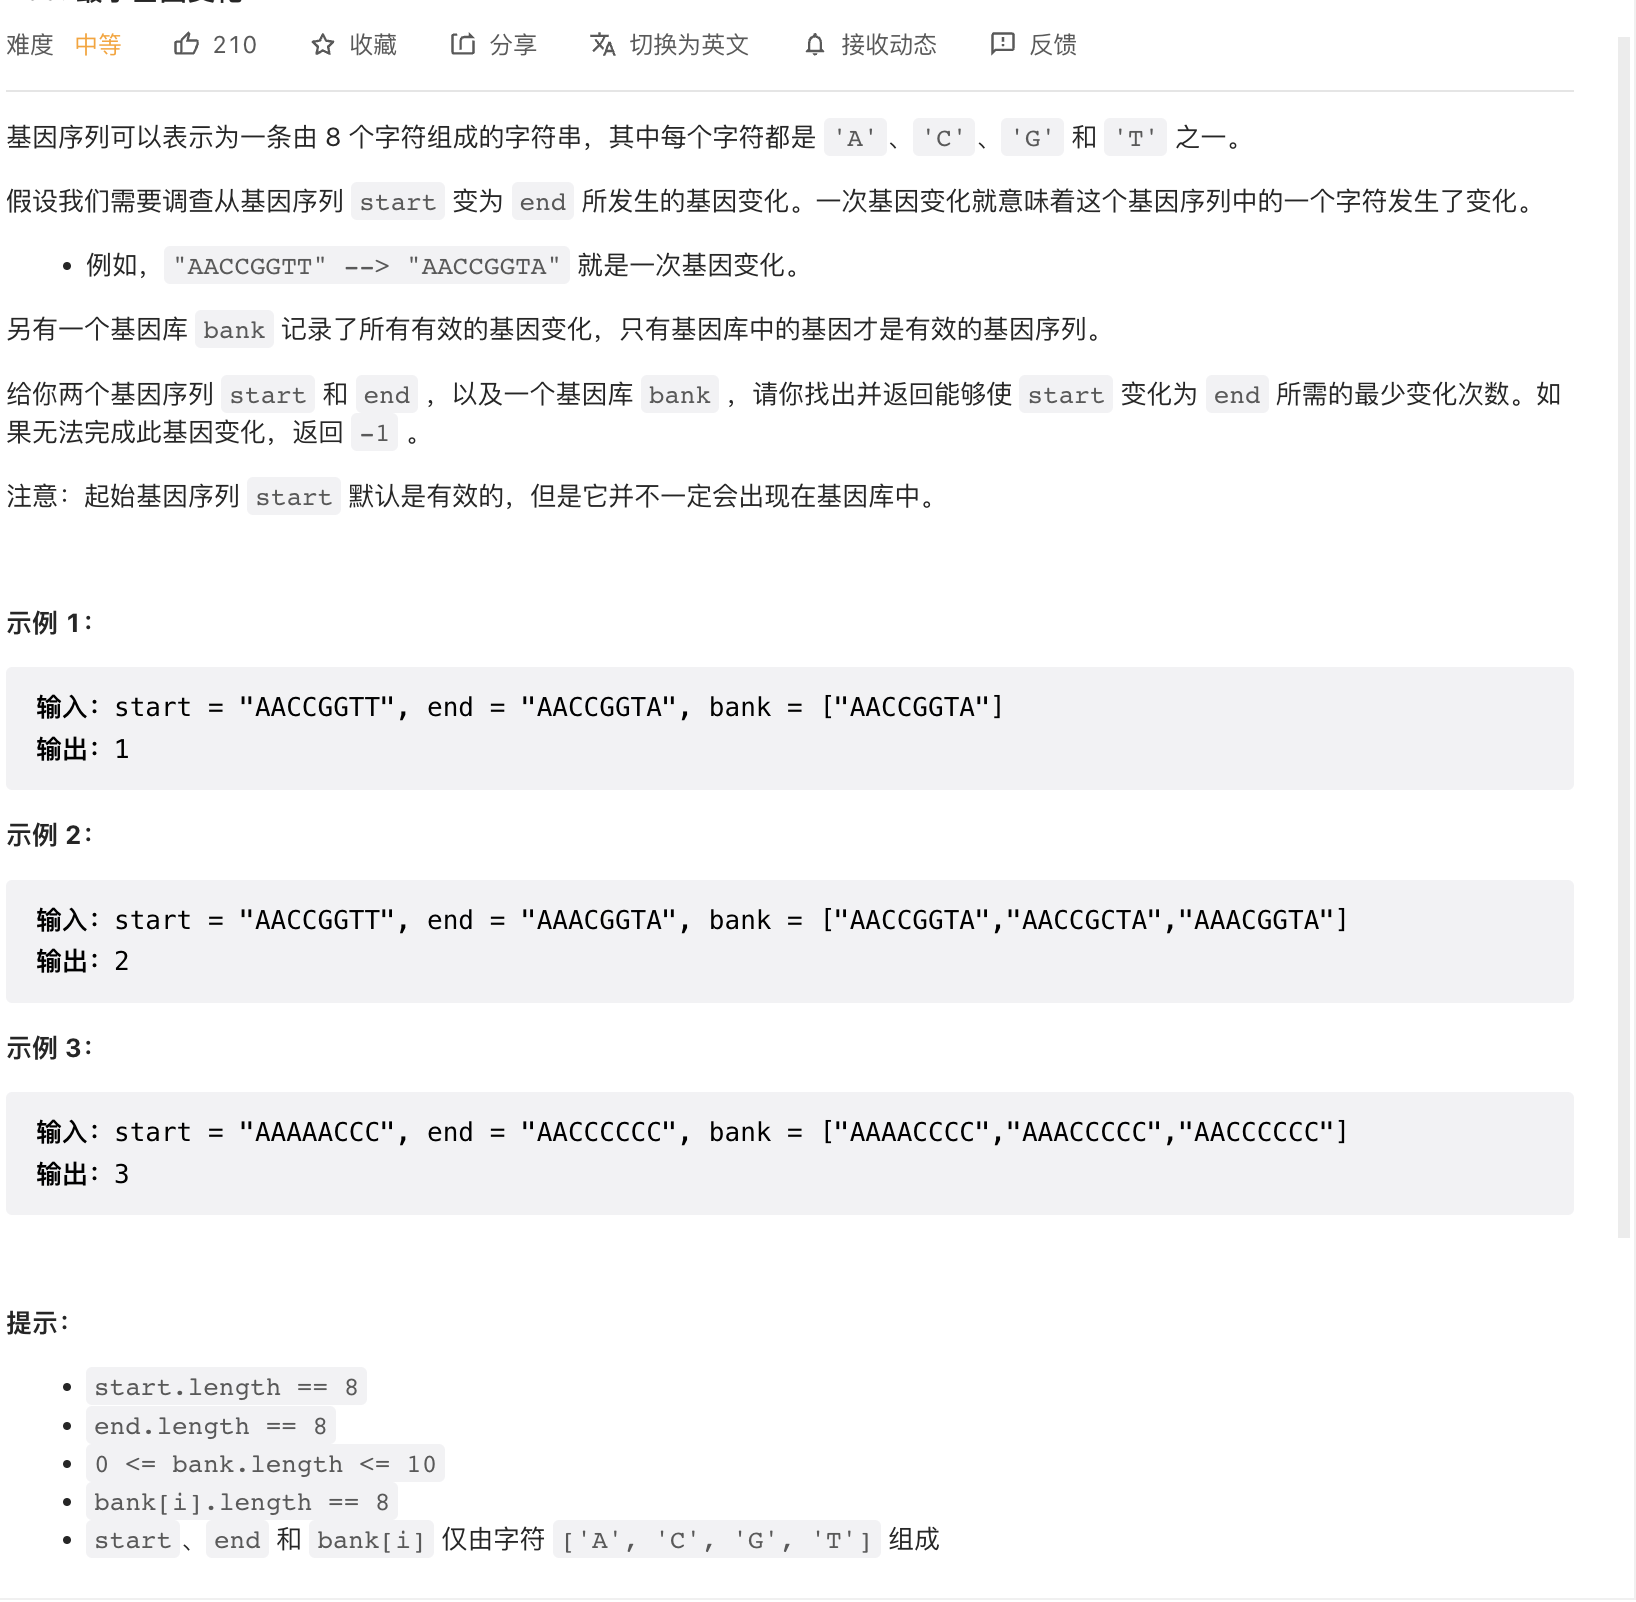 难度 中等 210 收藏 分享 切换为英文 接收动态 反馈
基因序列可以表示为一条由 8 个字符组成的字符串，其中每个字符都是 'A'、'C'、'G' 和 'T' 之一。
假设我们需要调查从基因序列 start 变为 end 所发生的基因变化。一次基因变化就意味着这个基因序列中的一个字符发生了变化。
• 例如，"AACCGGTT" --> "AACCGGTA" 就是一次基因变化。
另有一个基因库 bank 记录了所有有效的基因变化，只有基因库中的基因才是有效的基因序列。
给你两个基因序列 start 和 end ，以及一个基因库 bank ，请你找出并返回能够使 start 变化为 end 所需的最少变化次数。如
果无法完成此基因变化，返回 -1 。
注意：起始基因序列 start 默认是有效的，但是它并不一定会出现在基因库中。
示例 1：
输入：start = "AACCGGTT", end = "AACCGGTA", bank = ["AACCGGTA"]
输出：1
示例 2：
输入：start = "AACCGGTT", end = "AAACGGTA", bank = ["AACCGGTA","AACCGCTA","AAACGGTA"]
输出：2
示例 3：
输入：start = "AAAAACCC", end = "AACCCCCC", bank = ["AAAACCCC","AAACCCCC","AACCCCCC"]
输出：3
提示：
• start.length == 8
• end.length == 8
• 0 <= bank.length <= 10
• bank[i].length == 8
• start、end 和 bank[i] 仅由字符 ['A', 'C', 'G', 'T'] 组成